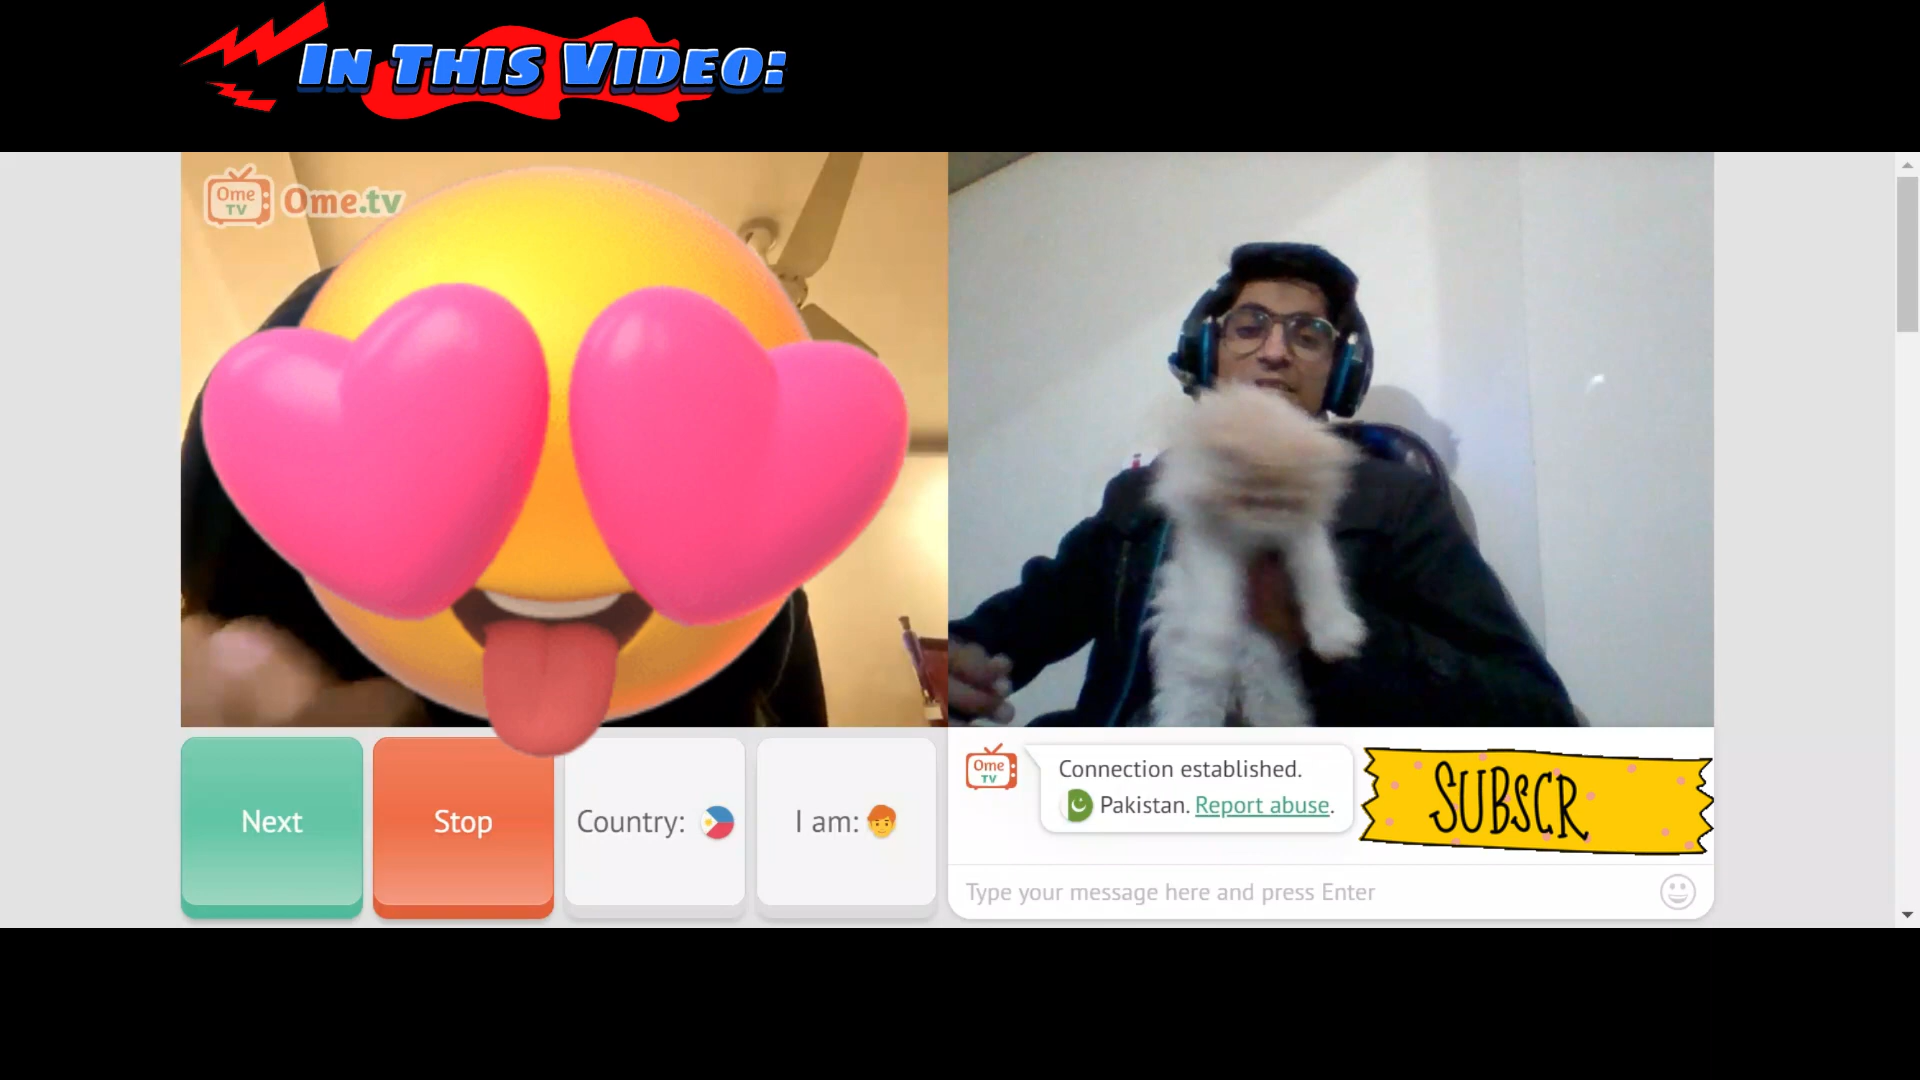 IN THIS VIDEO:
Ome TV Ome.tv
Next
Stop
Country:
I am:
Ome TV
Connection established.
Pakistan. Report abuse.
SUBSCR
Type your message here and press Enter